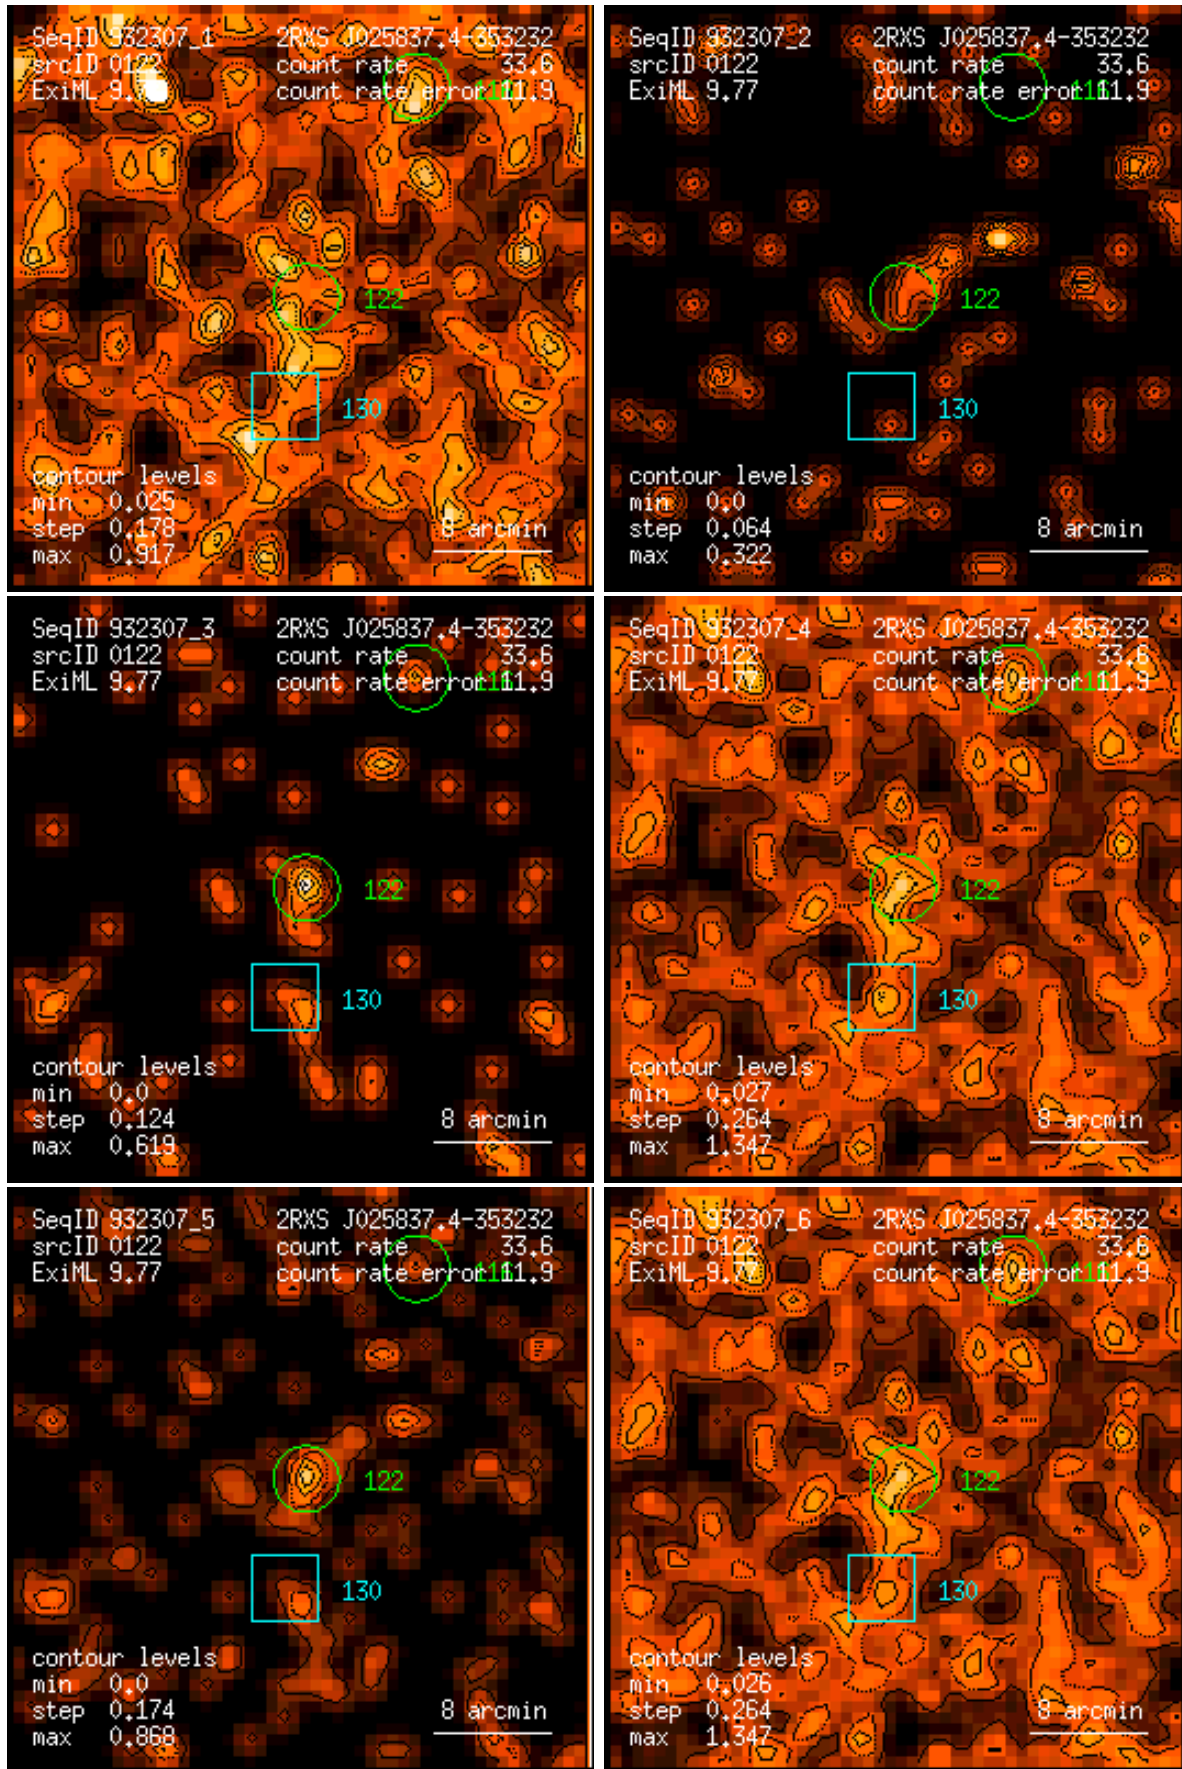 SeqID 932307_1 2RXS J025837.4-353232
srcID 0122 count rate 33.6
ExiML 9.77 count rate error 11.9
122
130
contour levels
min 0.025
step 0.178 8 arcmin
max 0.917
SeqID 932307_2 2RXS J025837.4-353232
srcID 0122 count rate 33.6
ExiML 9.77 count rate error 11.9
122
130
contour levels
min 0.0
step 0.064 8 arcmin
max 0.322
SeqID 932307_3 2RXS J025837.4-353232
srcID 0122 count rate 33.6
ExiML 9.77 count rate error 11.9
122
130
contour levels
min 0.0
step 0.124 8 arcmin
max 0.619
SeqID 932307_4 2RXS J025837.4-353232
srcID 0122 count rate 33.6
ExiML 9.77 count rate error 11.9
122
130
contour levels
min 0.027
step 0.264 8 arcmin
max 1.347
SeqID 932307_5 2RXS J025837.4-353232
srcID 0122 count rate 33.6
ExiML 9.77 count rate error 11.9
122
130
contour levels
min 0.0
step 0.174 8 arcmin
max 0.868
SeqID 932307_6 2RXS J025837.4-353232
srcID 0122 count rate 33.6
ExiML 9.77 count rate error 11.9
122
130
contour levels
min 0.026
step 0.264 8 arcmin
max 1.347